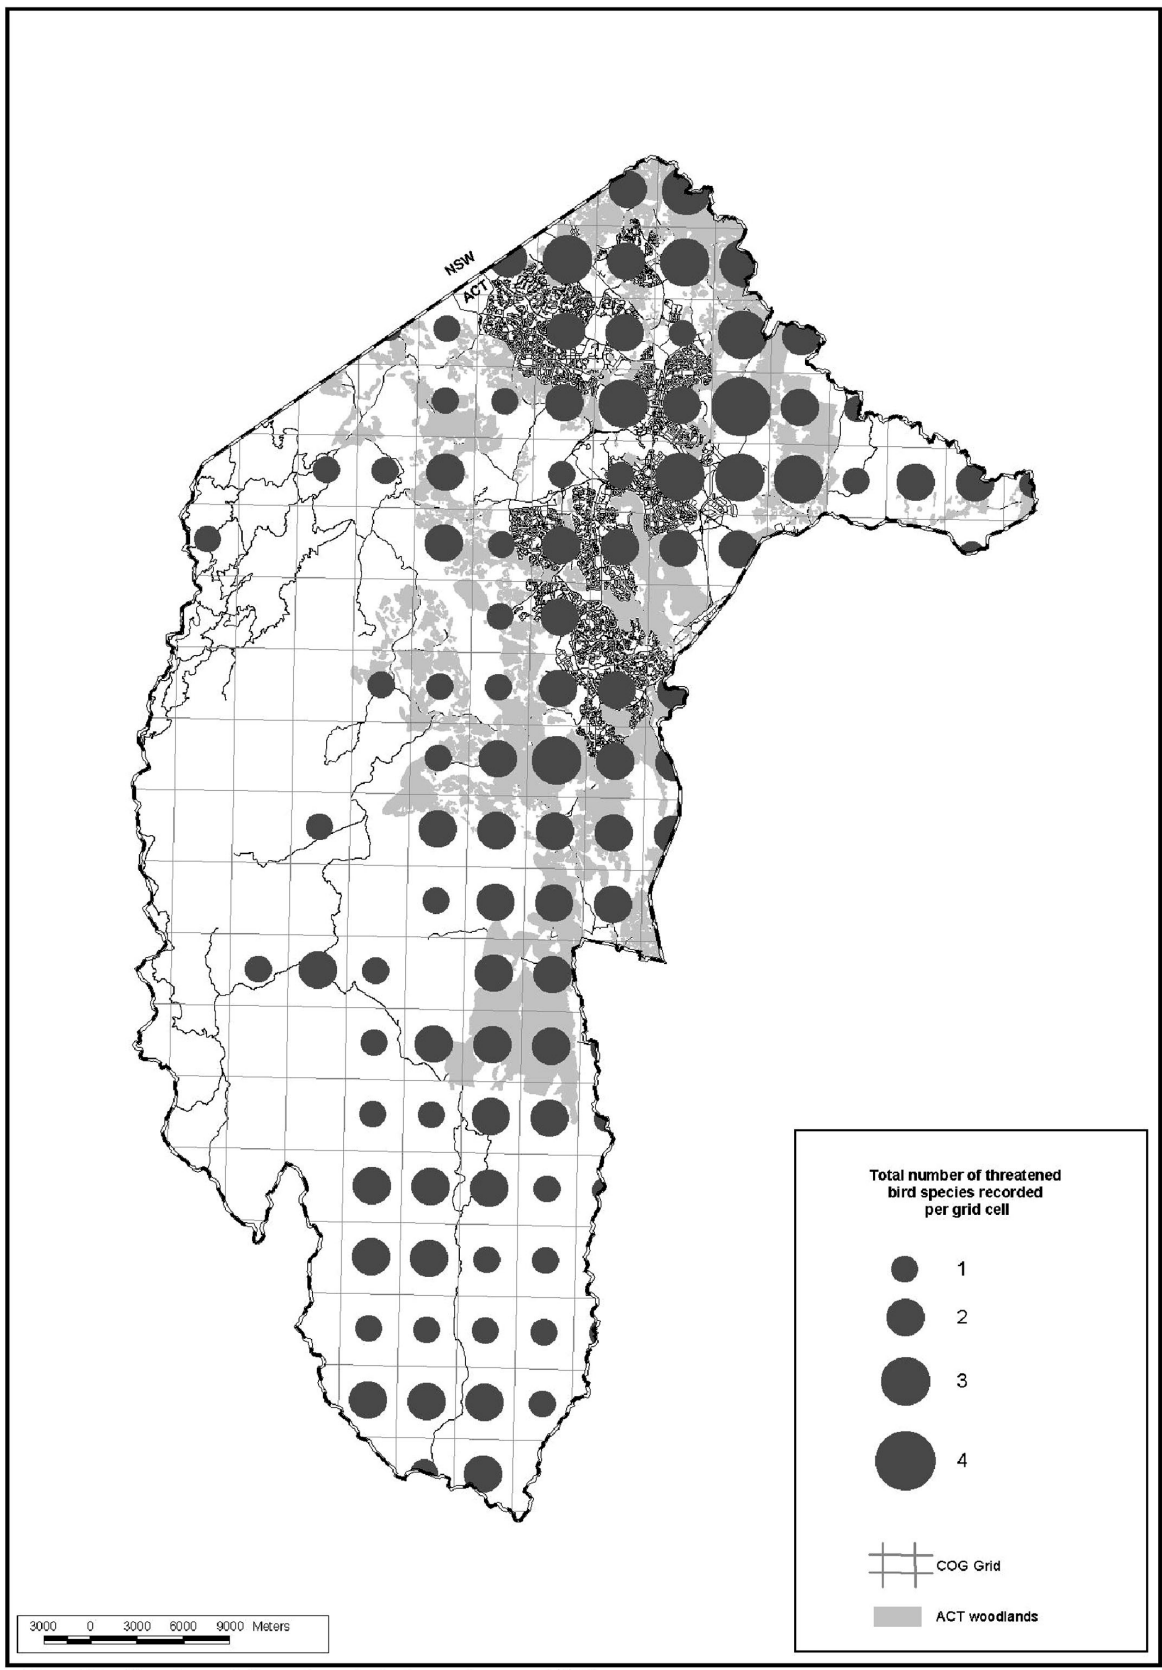 NSW
ACT
Total number of threatened
bird species recorded
per grid cell
1
2
3
4
COG Grid
ACT woodlands
3000 0 3000 6000 9000 Meters